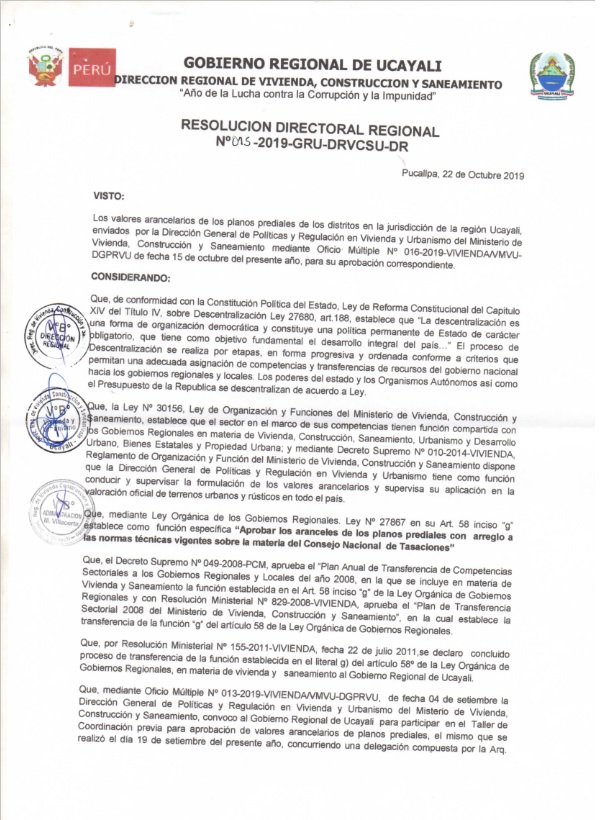 PERÚ
GOBIERNO REGIONAL DE UCAYALI
DIRECCION REGIONAL DE VIVIENDA, CONSTRUCCION Y SANEAMIENTO
"Año de la Lucha contra la Corrupción y la Impunidad"
RESOLUCION DIRECTORAL REGIONAL
Nº025-2019-GRU-DRVCSU-DR
Pucallpa, 22 de Octubre 2019
VISTO:
Los valores arancelarios de los planos prediales de los distritos en la jurisdicción de la región Ucayali,
enviados por la Dirección General de Políticas y Regulación en Vivienda y Urbanismo del Ministerio de
Vivienda, Construcción y Saneamiento mediante Oficio Múltiple Nº 016-2019-VIVIENDA/VMVU-
DGPRVU de fecha 15 de octubre del presente año, para su aprobación correspondiente.
CONSIDERANDO:
Que, de conformidad con la Constitución Política del Estado, Ley de Reforma Constitucional del Capitulo
XIV del Título IV, sobre Descentralización Ley 27680, art.188, establece que "La descentralización es
una forma de organización democrática y constituye una política permanente de Estado de carácter
obligatorio, que tiene como objetivo fundamental el desarrollo integral del país..." El proceso de
Descentralización se realiza por etapas, en forma progresiva y ordenada conforme a criterios que
permitan una adecuada asignación de competencias y transferencias de recursos del gobierno nacional
hacia los gobiernos regionales y locales. Los poderes del estado y los Organismos Autónomos así como
el Presupuesto de la Republica se descentralizan de acuerdo a Ley.
Que, la Ley Nº 30156, Ley de Organización y Funciones del Ministerio de Vivienda, Construcción y
Saneamiento, establece que el sector en el marco de sus competencias tienen función compartida con
los Gobiernos Regionales en materia de Vivienda, Construcción, Saneamiento, Urbanismo y Desarrollo
Urbano, Bienes Estatales y Propiedad Urbana; y mediante Decreto Supremo Nº 010-2014-VIVIENDA,
Reglamento de Organización y Función del Ministerio de Vivienda, Construcción y Saneamiento dispone
que la Dirección General de Políticas y Regulación en Vivienda y Urbanismo tiene como función
conducir y supervisar la formulación de los valores arancelarios y supervisa su aplicación en la
valoración oficial de terrenos urbanos y rústicos en todo el país.
Que, mediante Ley Orgánica de los Gobiernos Regionales. Ley Nº 27867 en su Art. 58 inciso "g"
establece como función específica "Aprobar los aranceles de los planos prediales con arreglo a
las normas técnicas vigentes sobre la materia del Consejo Nacional de Tasaciones"
Que, el Decreto Supremo Nº 049-2008-PCM, aprueba el "Plan Anual de Transferencia de Competencias
Sectoriales a los Gobiernos Regionales y Locales del año 2008, en la que se incluye en materia de
Vivienda y Saneamiento la función establecida en el Art. 58 inciso "g" de la Ley Orgánica de Gobiernos
Regionales y con Resolución Ministerial Nº 829-2008-VIVIENDA, aprueba el "Plan de Transferencia
Sectorial 2008 del Ministerio de Vivienda, Construcción y Saneamiento", en la cual establece la
transferencia de la función "g" del artículo 58 de la Ley Orgánica de Gobiernos Regionales.
Que, por Resolución Ministerial Nº 155-2011-VIVIENDA, fecha 22 de julio 2011,se declaro concluido
proceso de transferencia de la función establecida en el literal g) del artículo 58º de la Ley Orgánica de
Gobiernos Regionales, en materia de vivienda y saneamiento al Gobierno Regional de Ucayali.
Que, mediante Oficio Múltiple Nº 013-2019-VIVIENDA/VMVU-DGPRVU, de fecha 04 de setiembre la
Dirección General de Políticas y Regulación en Vivienda y Urbanismo del Misterio de Vivienda,
Construcción y Saneamiento, convoco al Gobierno Regional de Ucayali para participar en el Taller de
Coordinación previa para aprobación de valores arancelarios de planos prediales, el mismo que se
realizó el día 19 de setiembre del presente año, concurriendo una delegación compuesta por la Arq.
VºBº
DIRECCIÓN
REGIONAL
VºBº
VºBº
ADMINISTRACIÓN